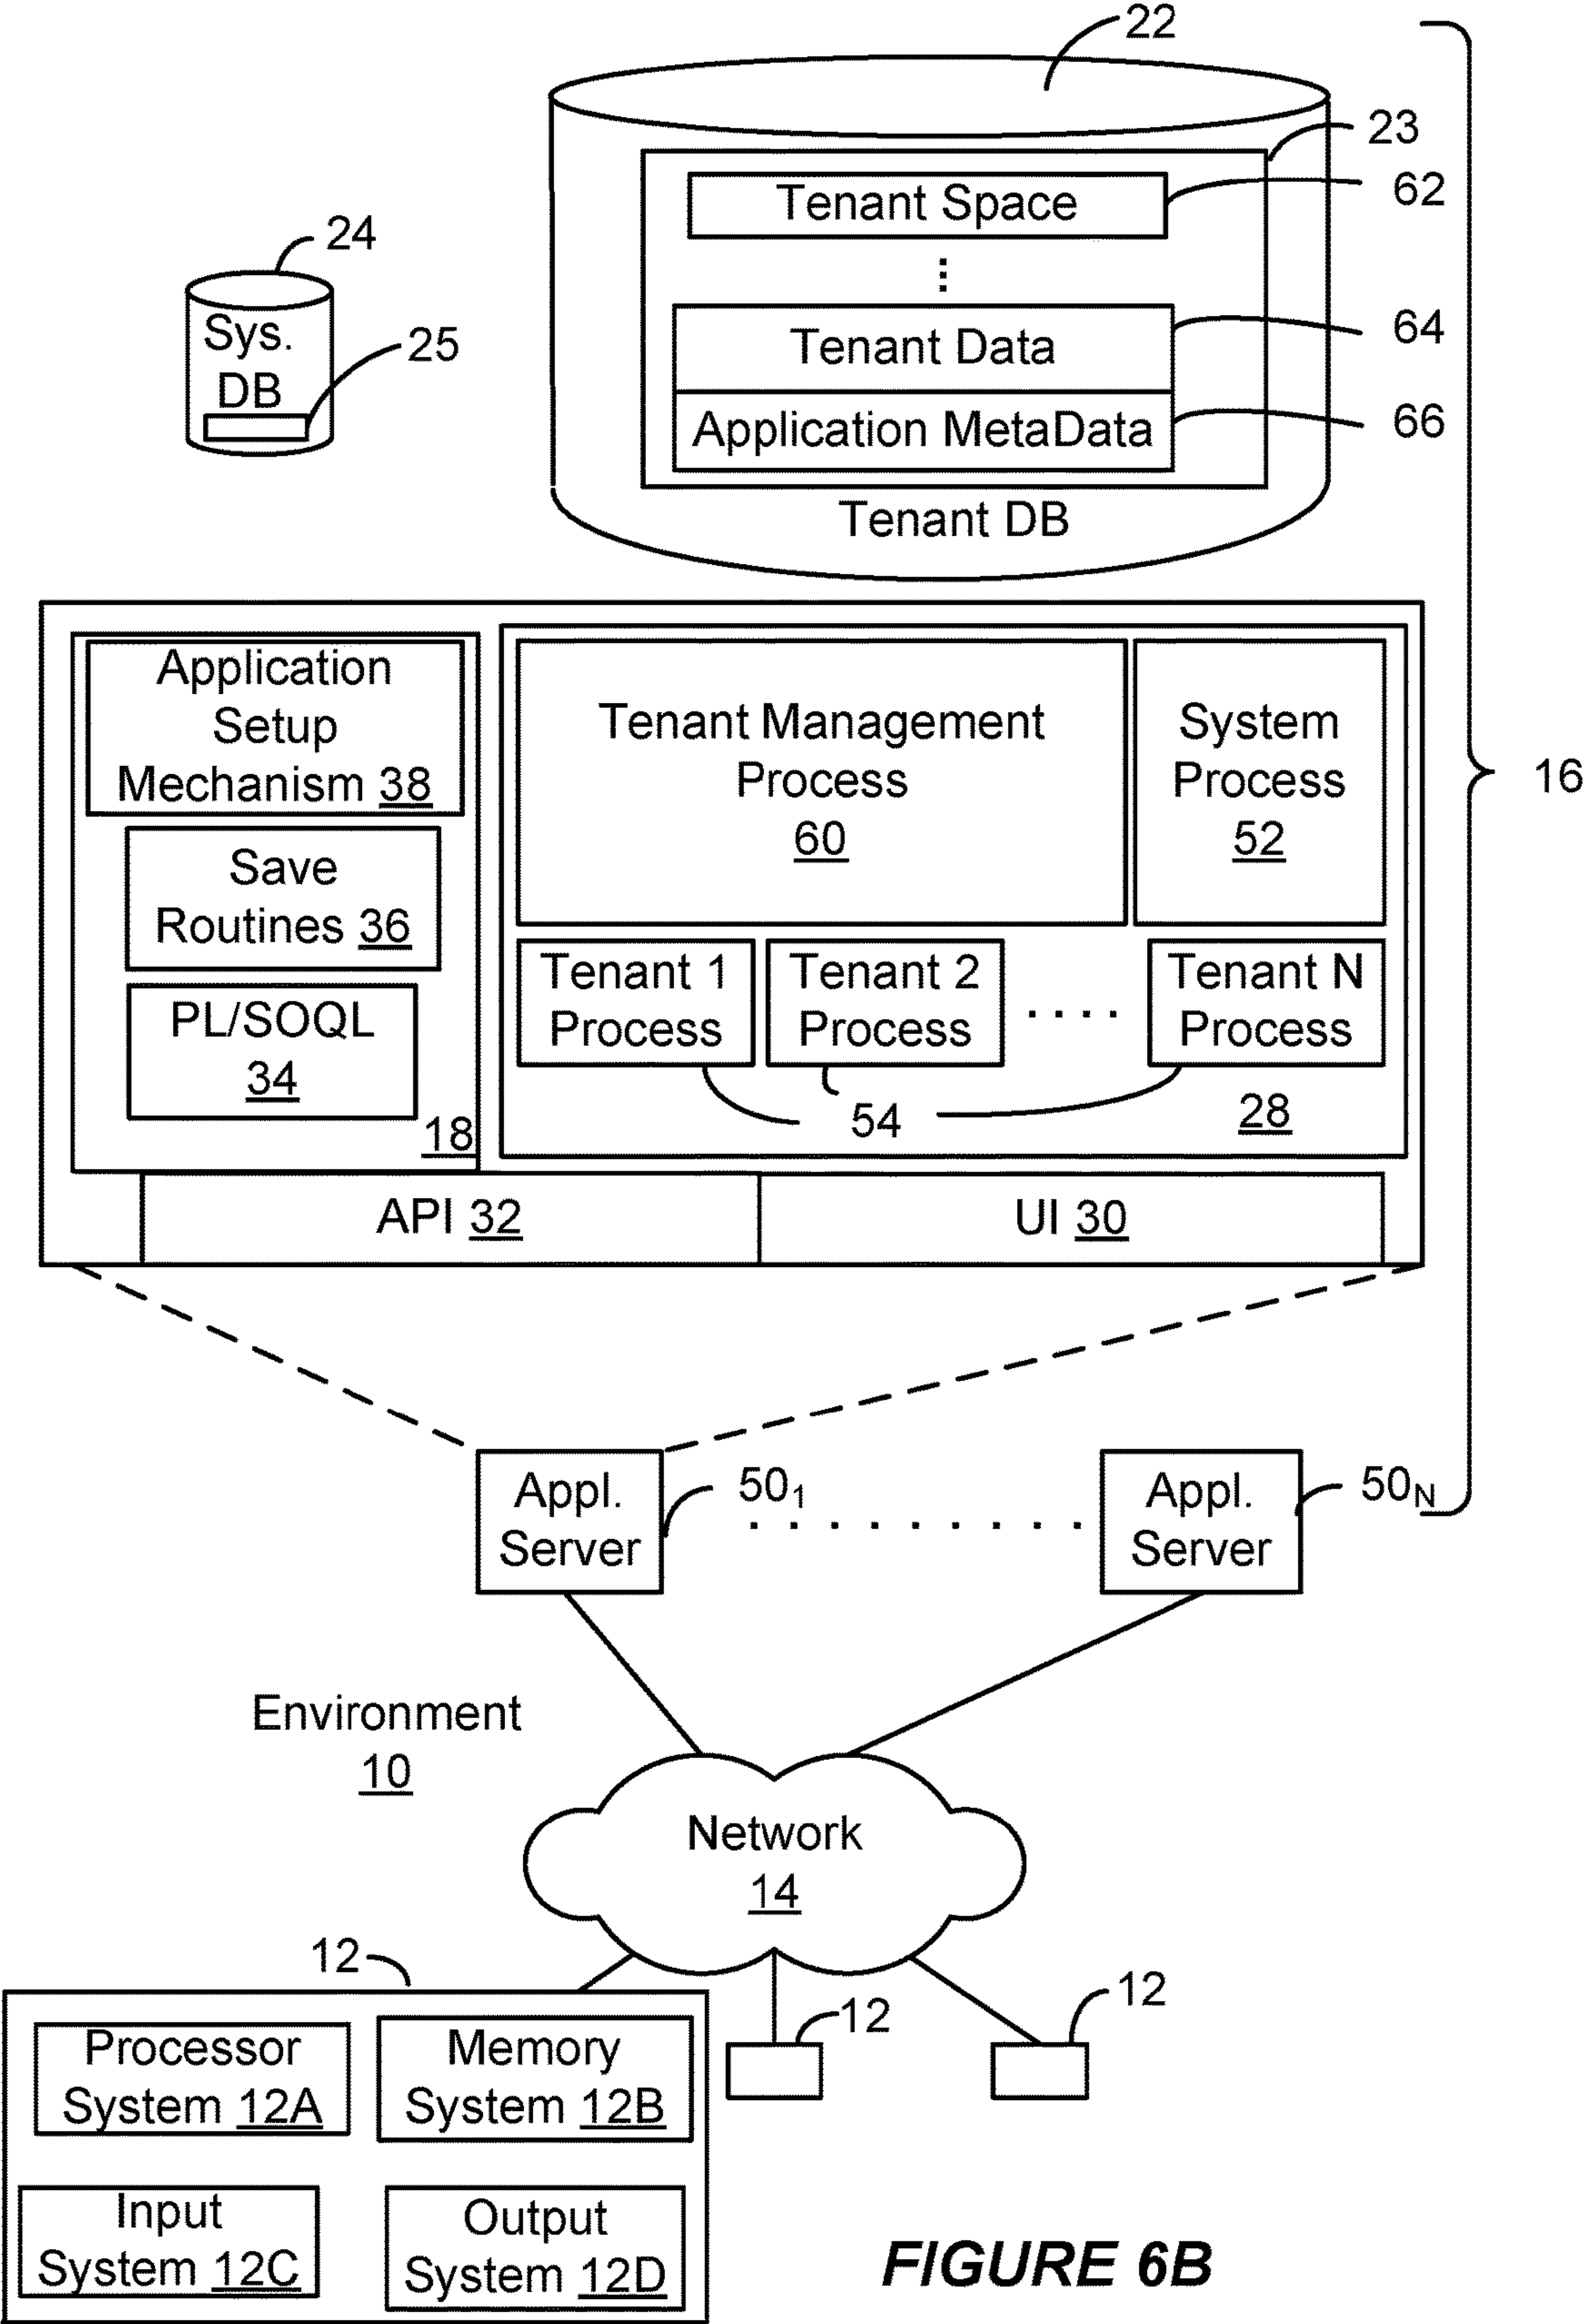 22
23
Tenant Space
62
24
Sys.
DB
25
Tenant Data
64
Application MetaData
66
Tenant DB
Application
Setup
Mechanism 38
Save
Routines 36
PL/SOQL
34
18
Tenant Management
Process
60
System
Process
52
Tenant 1
Process
Tenant 2
Process
....
Tenant N
Process
54
28
API 32
UI 30
16
Appl.
Server
50₁
Appl.
Server
50N
Environment
10
Network
14
12
12
12
Processor
System 12A
Memory
System 12B
Input
System 12C
Output
System 12D
FIGURE 6B